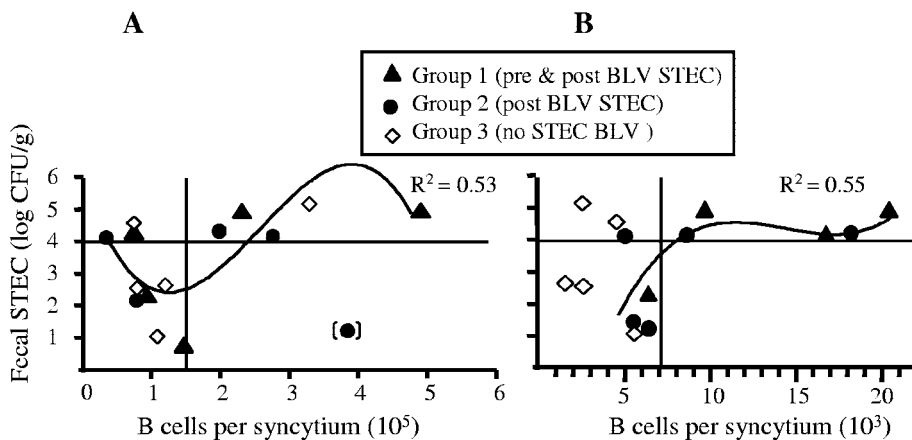 A
B
Group 1 (pre & post BLV STEC)
Group 2 (post BLV STEC)
Group 3 (no STEC BLV )
Fecal STEC (log CFU/g)
6
5
4
3
2
1
R² = 0.53
R² = 0.55
0 1 2 3 4 5 6
5 10 15 20
B cells per syncytium (10⁵)
B cells per syncytium (10³)